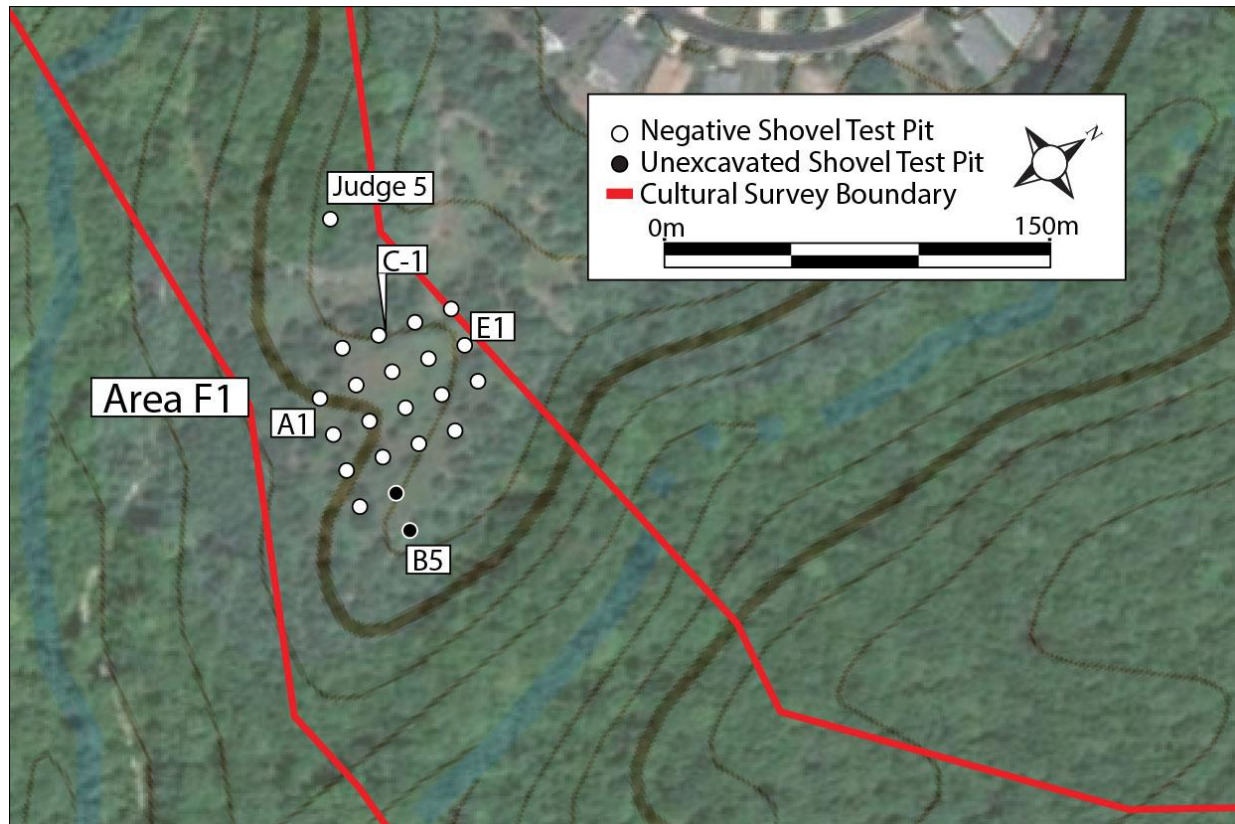 Negative Shovel Test Pit
N
Unexcavated Shovel Test Pit
Cultural Survey Boundary
0m 150m
Judge 5
C-1
E1
Area F1
A1
B5